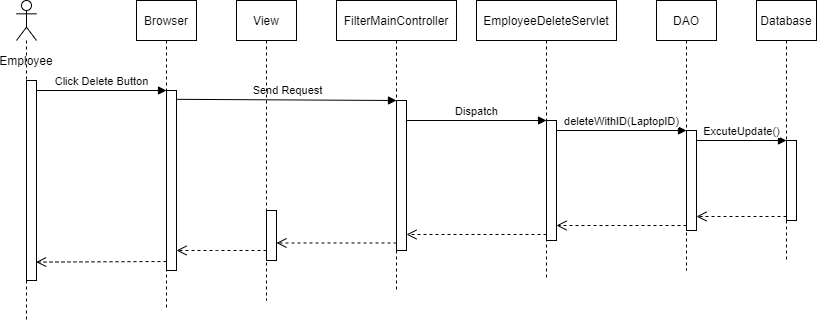 Browser
View
FilterMainController
EmployeeDeleteServlet
DAO
Database
Employee
Click Delete Button
Send Request
Dispatch
deleteWithID(LaptopID)
ExcuteUpdate()